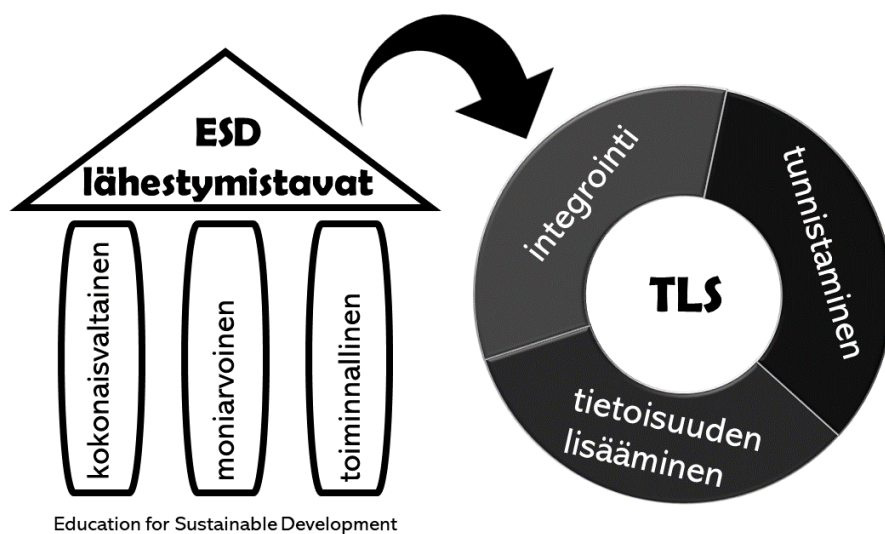 ESD
lähestymistavat
kokonaisvaltainen
moniarvoinen
toiminnallinen
Education for Sustainable Development
integrointi
tunnistaminen
TLS
tietoisuuden
lisääminen